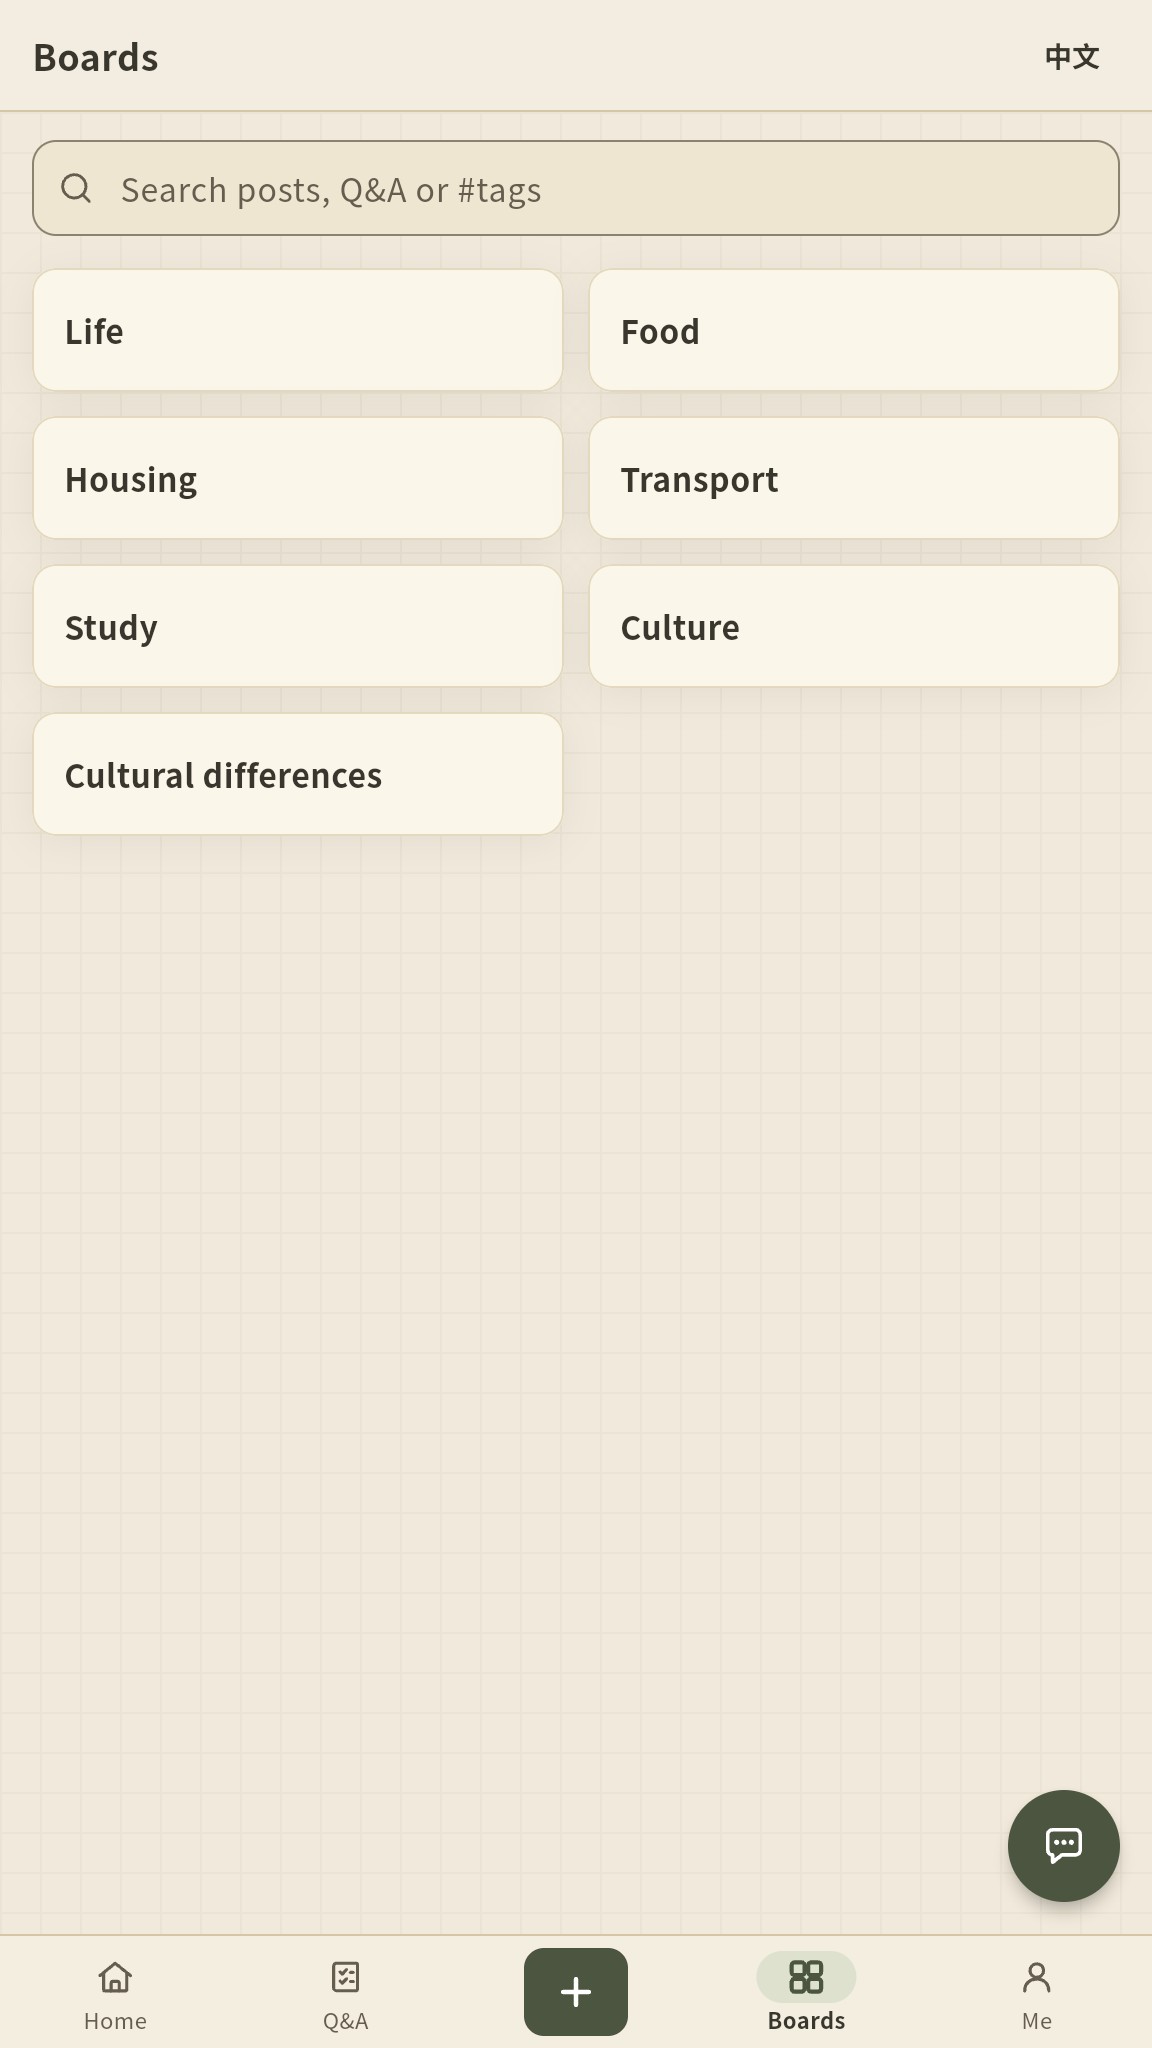 Boards
中文
Search posts, Q&A or #tags
Life
Food
Housing
Transport
Study
Culture
Cultural differences
Home
Q&A
Boards
Me